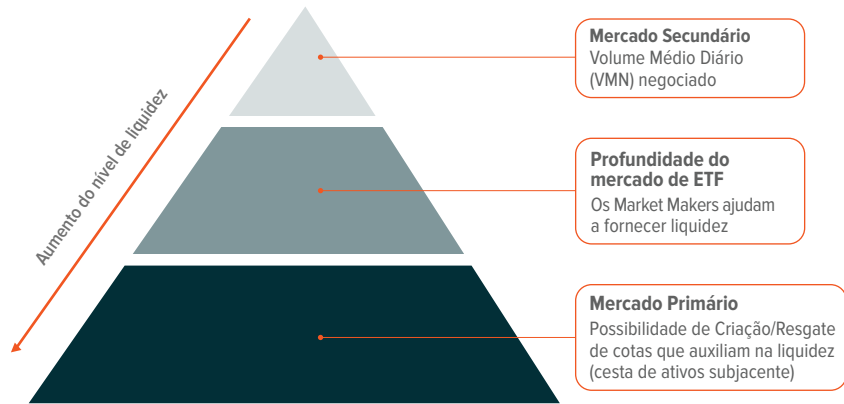 Aumento do nível de liquidez
Mercado Secundário
Volume Médio Diário
(VMN) negociado
Profundidade do
mercado de ETF
Os Market Makers ajudam
a fornecer liquidez
Mercado Primário
Possibilidade de Criação/Resgate
de cotas que auxiliam na liquidez
(cesta de ativos subjacente)